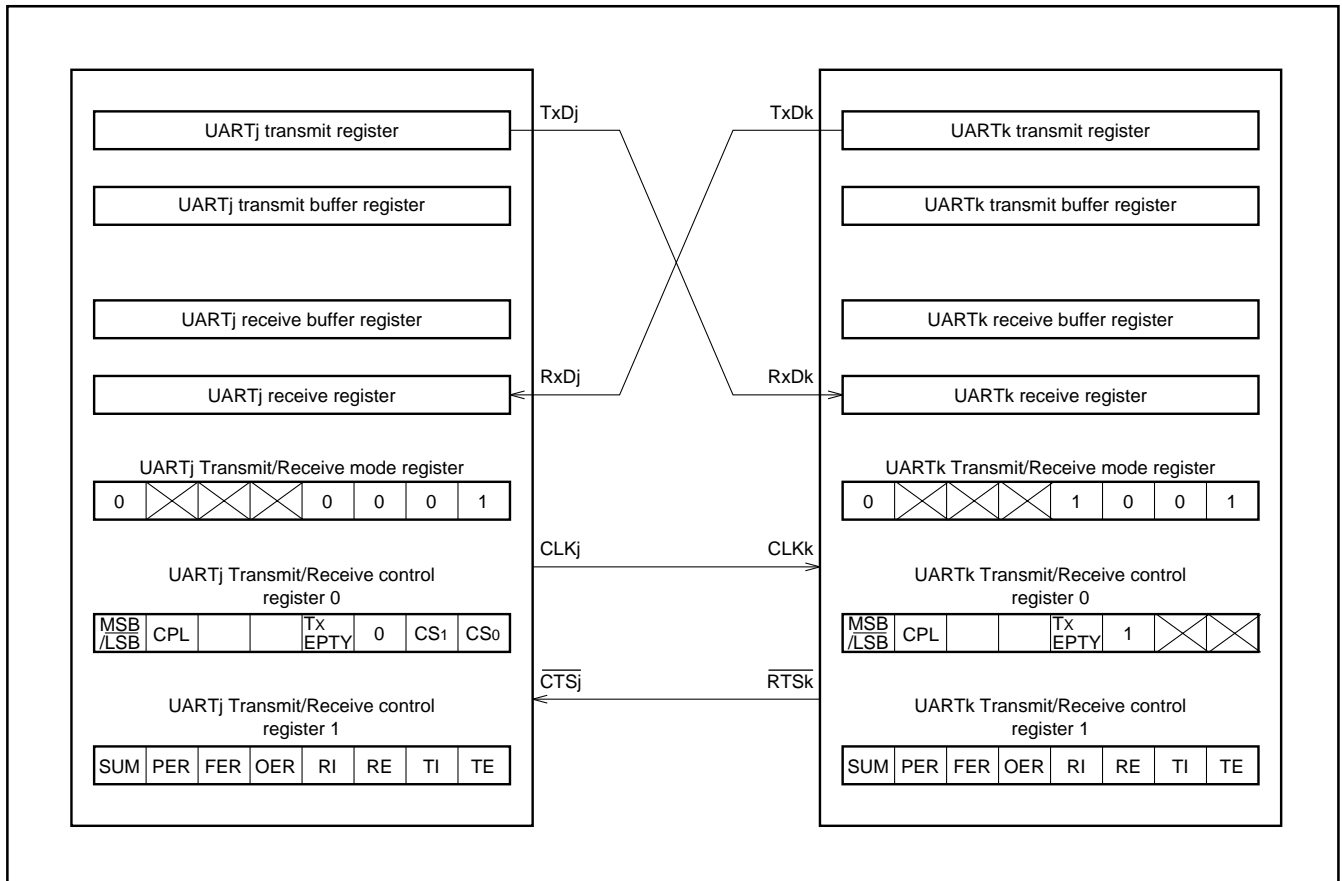 TxDj TxDk
UARTj transmit register UARTk transmit register
UARTj transmit buffer register UARTk transmit buffer register
UARTj receive buffer register UARTk receive buffer register
RxDj RxDk
UARTj receive register UARTk receive register
UARTj Transmit/Receive mode register UARTk Transmit/Receive mode register
0 0 0 0 1 0 1 0 0 1
CLKj CLKk
UARTj Transmit/Receive control UARTk Transmit/Receive control
register 0 register 0
MSB/LSB CPL Tx EPTY 0 CS1 CS0 MSB/LSB CPL Tx EPTY 1
CTSj RTSk
UARTj Transmit/Receive control UARTk Transmit/Receive control
register 1 register 1
SUM PER FER OER RI RE TI TE SUM PER FER OER RI RE TI TE